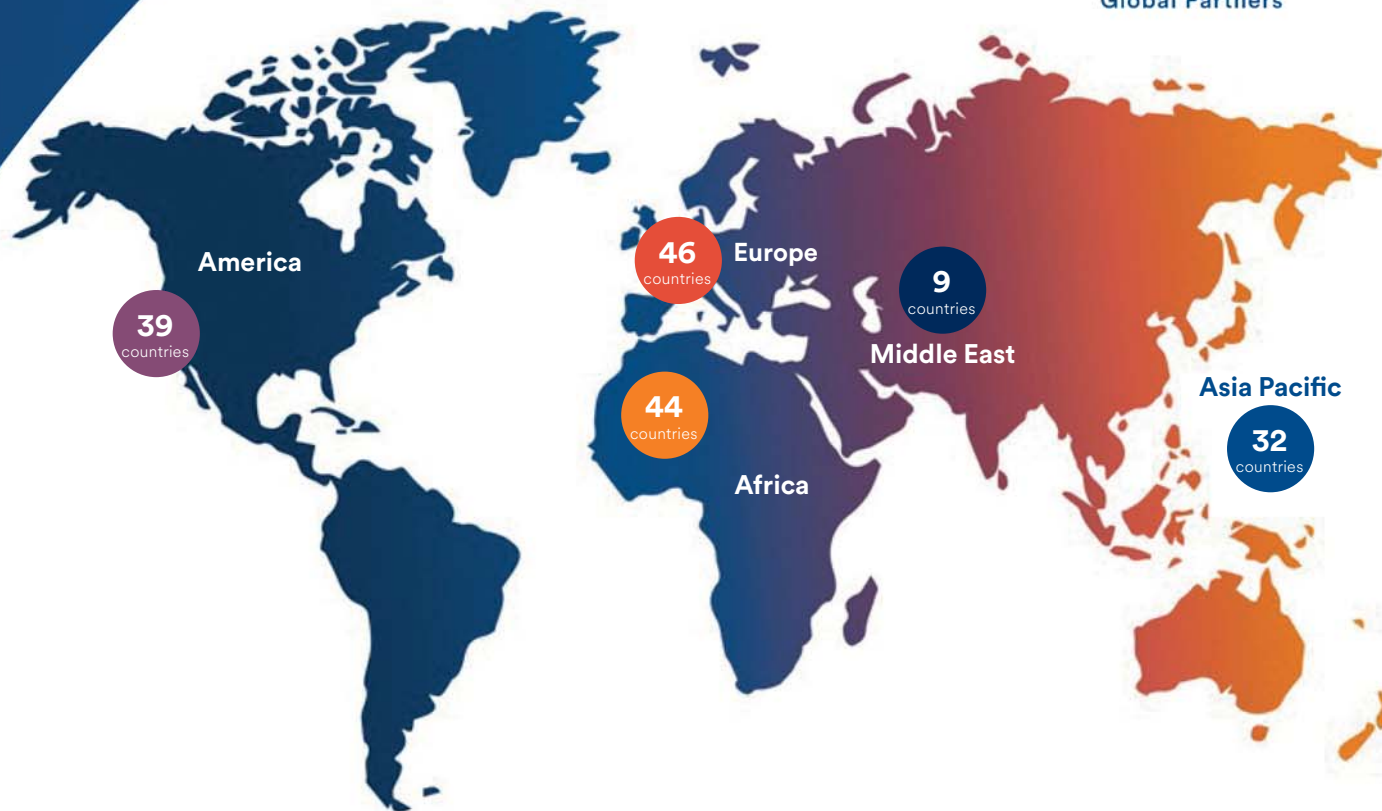 Global Partners
America
39
countries
46
countries
Europe
9
countries
Middle East
44
countries
Africa
Asia Pacific
32
countries